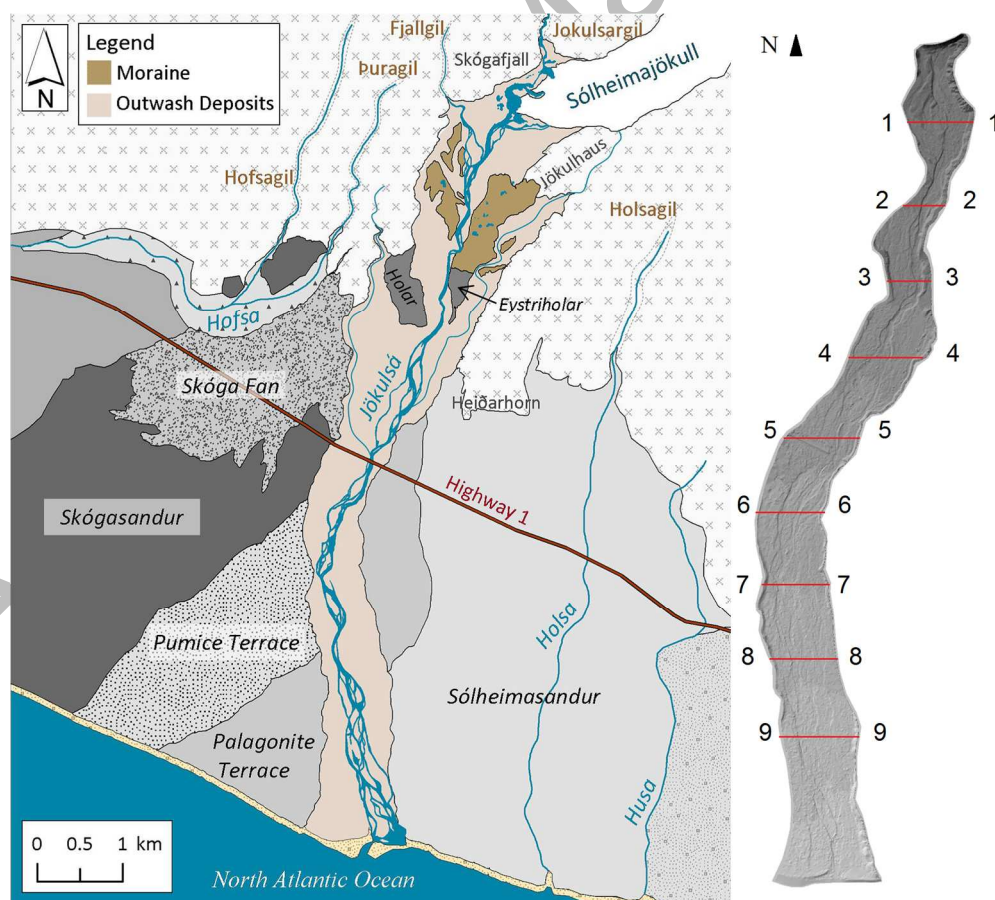 Legend
Moraine
Outwash Deposits
N
Fjallgil
Jokulsargil
Þuragil
Skógafjall
Sólheimajökull
Hofsagil
Jökulhaus
Holsagil
Holar
Eystriholar
Hofsa
Skóga Fan
Jökulsá
Heiðarhorn
Highway 1
Skógasandur
Pumice Terrace
Holsa
Sólheimasandur
Palagonite
Terrace
Husa
0 0.5 1 km
North Atlantic Ocean
N
1 1
2 2
3 3
4 4
5 5
6 6
7 7
8 8
9 9